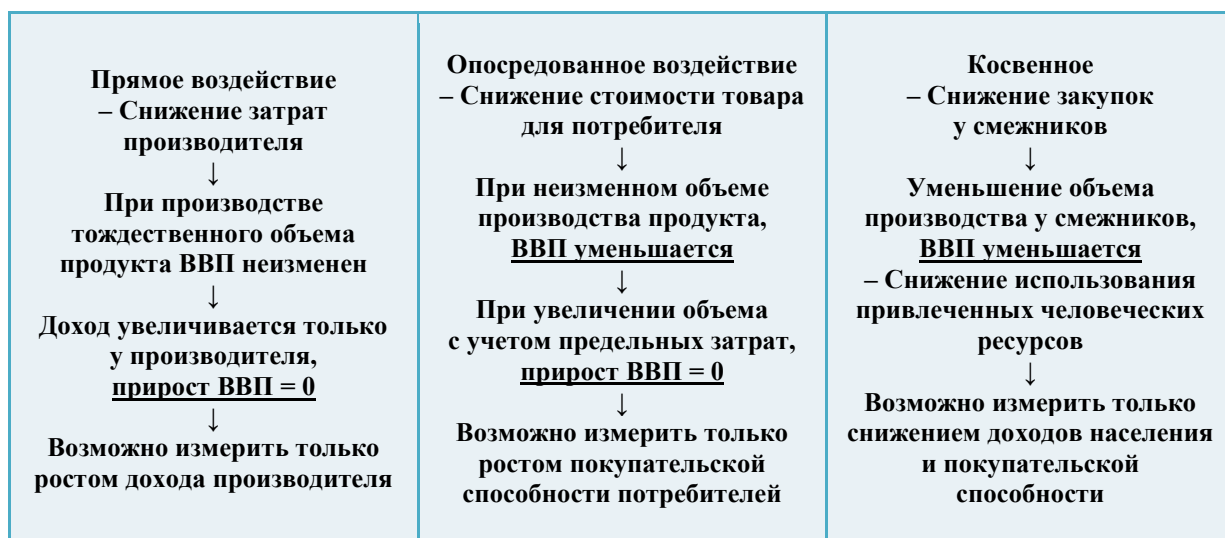 Прямое воздействие
– Снижение затрат
производителя
↓
При производстве
тождественного объема
продукта ВВП неизменен
↓
Доход увеличивается только
у производителя,
прирост ВВП = 0
↓
Возможно измерить только
ростом дохода производителя
Опосредованное воздействие
– Снижение стоимости товара
для потребителя
↓
При неизменном объеме
производства продукта,
ВВП уменьшается
↓
При увеличении объема
с учетом предельных затрат,
прирост ВВП = 0
↓
Возможно измерить только
ростом покупательской
способности потребителей
Косвенное
– Снижение закупок
у смежников
↓
Уменьшение объема
производства у смежников,
ВВП уменьшается
– Снижение использования
привлеченных человеческих
ресурсов
↓
Возможно измерить только
снижением доходов населения
и покупательской
способности